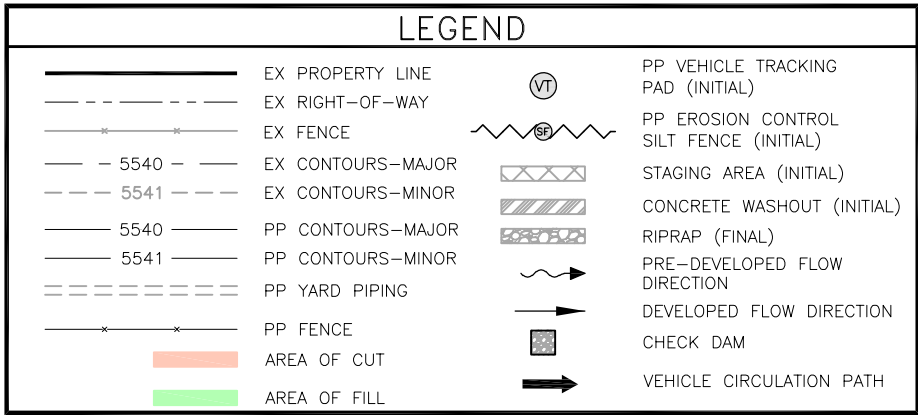 LEGEND
EX PROPERTY LINE
EX RIGHT-OF-WAY
EX FENCE
5540 EX CONTOURS-MAJOR
5541 EX CONTOURS-MINOR
5540 PP CONTOURS-MAJOR
5541 PP CONTOURS-MINOR
PP YARD PIPING
PP FENCE
AREA OF CUT
AREA OF FILL
VT PP VEHICLE TRACKING
PAD (INITIAL)
SF PP EROSION CONTROL
SILT FENCE (INITIAL)
STAGING AREA (INITIAL)
CONCRETE WASHOUT (INITIAL)
RIPRAP (FINAL)
PRE-DEVELOPED FLOW
DIRECTION
DEVELOPED FLOW DIRECTION
CHECK DAM
VEHICLE CIRCULATION PATH